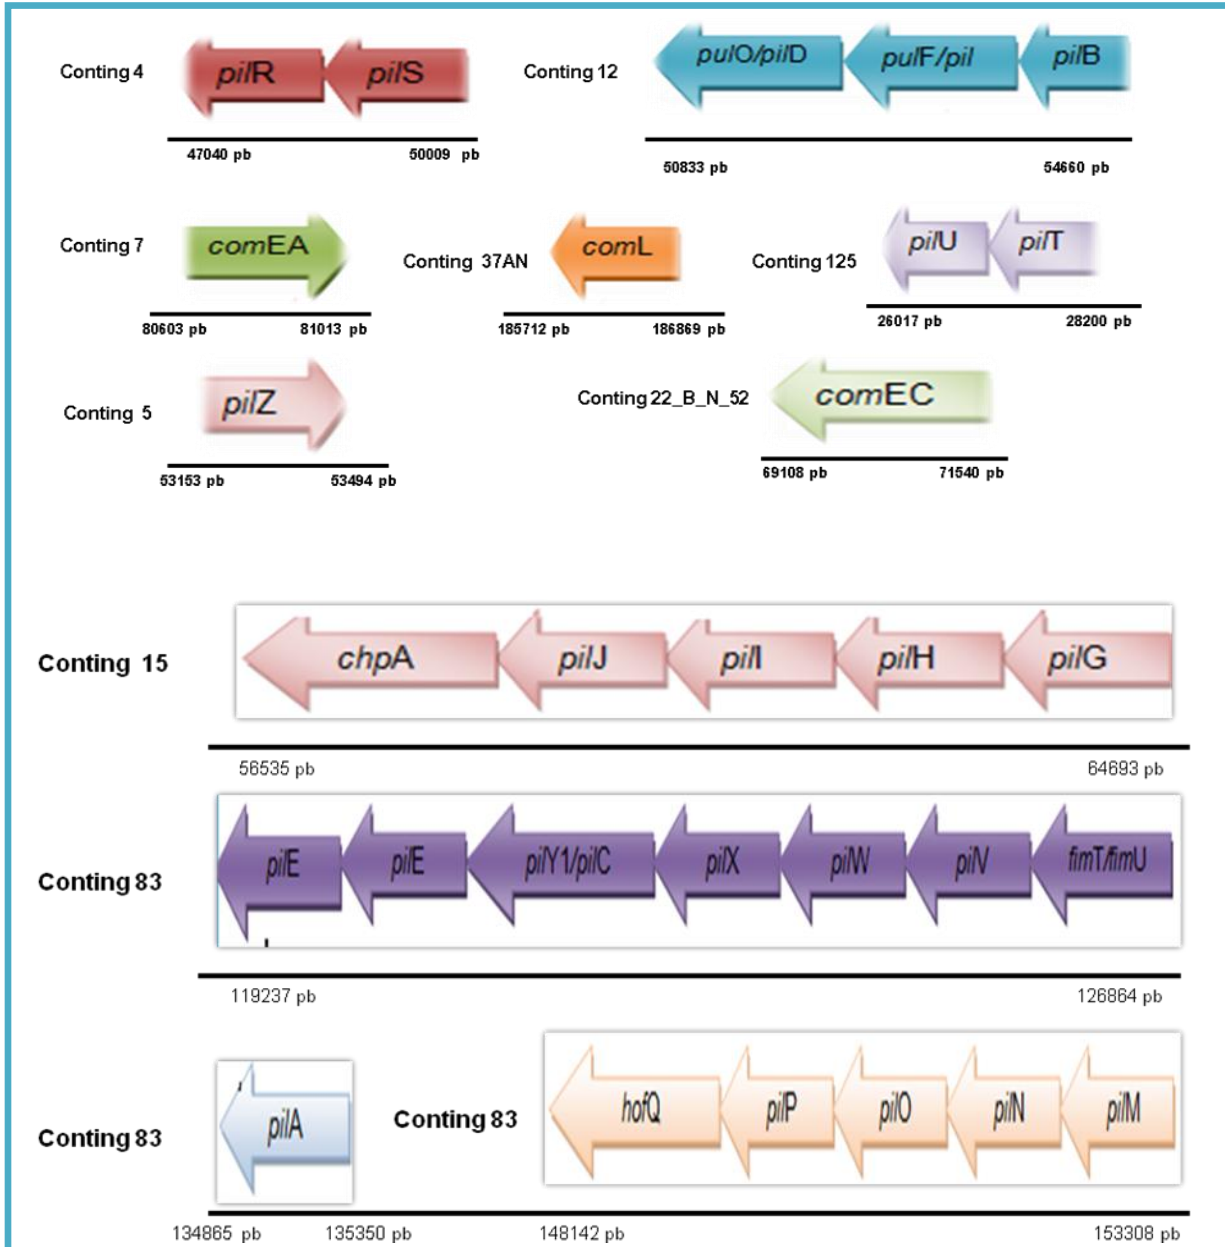 Conting 4
pilR
pilS
47040 pb
50009 pb
Conting 12
pulO/pilD
pulF/pil
pilB
50833 pb
54660 pb
Conting 7
comEA
80603 pb
81013 pb
Conting 37AN
comL
185712 pb
186869 pb
Conting 125
pilU
pilT
26017 pb
28200 pb
Conting 5
pilZ
53153 pb
53494 pb
Conting 22_B_N_52
comEC
69108 pb
71540 pb
Conting 15
chpA
pilJ
pilI
pilH
pilG
56535 pb
64693 pb
Conting 83
pilE
pilE
pilY1/pilC
pilX
pilW
pilV
fimT/fimU
119237 pb
126864 pb
Conting 83
pilA
134865 pb
135350 pb
Conting 83
hofQ
pilP
pilO
pilN
pilM
148142 pb
153308 pb